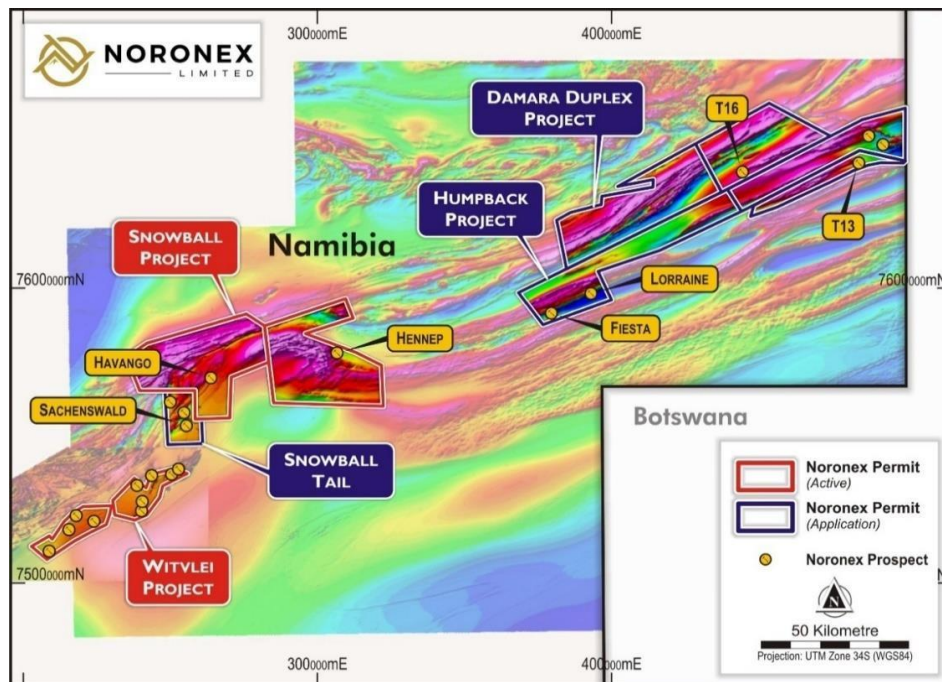 NORONEX
LIMITED
300000mE
400000mE
DAMARA DUPLEX
PROJECT
T16
HUMPBACK
PROJECT
T13
SNOWBALL
PROJECT
Namibia
7600000mN
7600000mN
LORRAINE
FIESTA
HENNEP
HAVANGO
SACHENSWALD
Botswana
SNOWBALL
TAIL
WITVLEI
PROJECT
Noronex Permit
(Active)
Noronex Permit
(Application)
Noronex Prospect
N
50 Kilometre
Projection: UTM Zone 34S (WGS84)
7500000mN
7500000mN
300000mE
400000mE